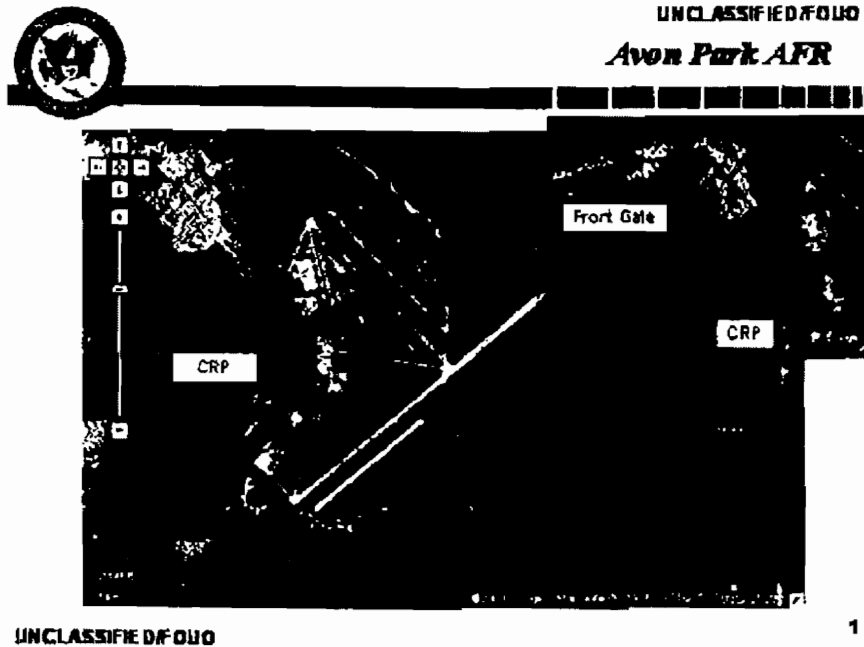 UNCLASSIFIED//FOUO
Avon Park AFR
Front Gate
CRP
CRP
UNCLASSIFIED//FOUO
1